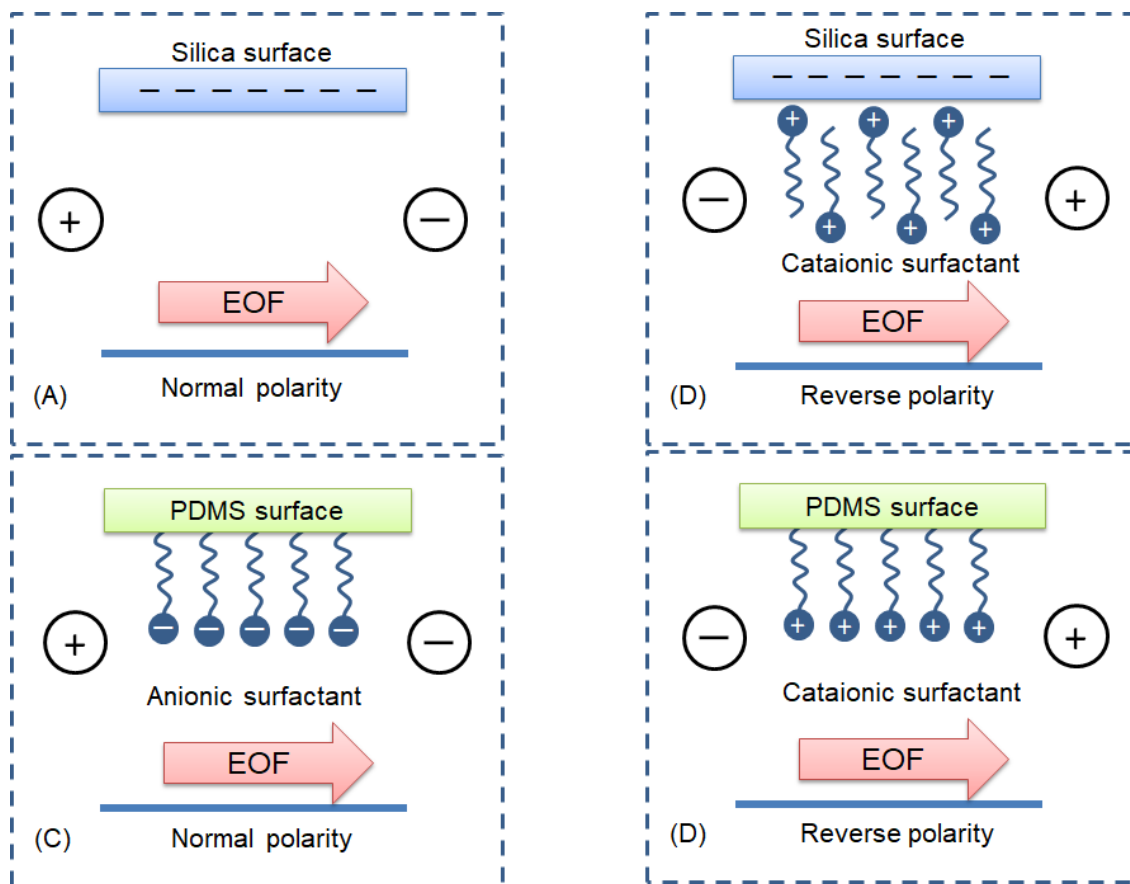 Silica surface
− − − − − − −
+
−
EOF
Normal polarity
(A)
Silica surface
− − − − − − −
+ + +
−
+
+ + +
Cataionic surfactant
EOF
Reverse polarity
(D)
PDMS surface
− − − − −
+
−
Anionic surfactant
EOF
Normal polarity
(C)
PDMS surface
+ + + + +
−
+
Cataionic surfactant
EOF
Reverse polarity
(D)